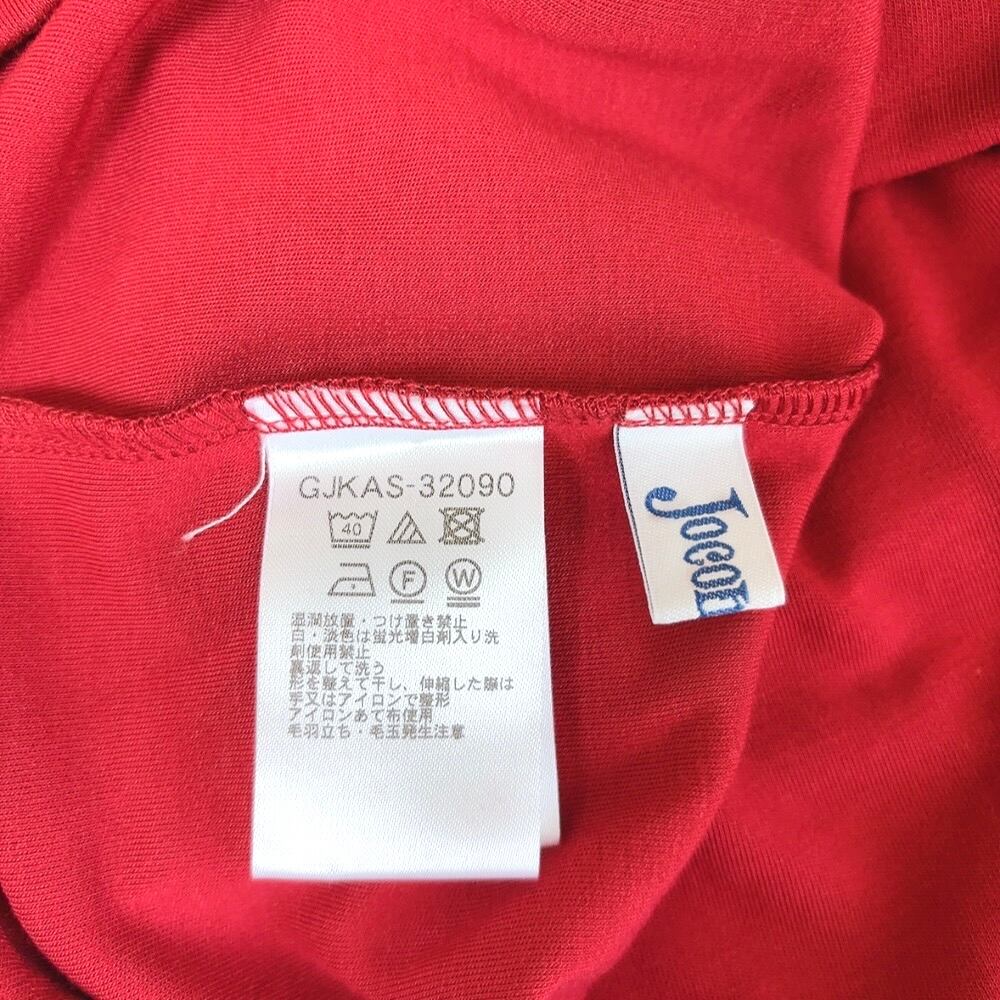 GJKAS-32090
40
F W
湿潤放置・つけ置き禁止
白・淡色は蛍光増白剤入り洗
剤使用禁止
裏返して洗う
形を整えて干し、伸縮した際は
手又はアイロンで整形
アイロンあて布使用
毛羽立ち・毛玉発生注意